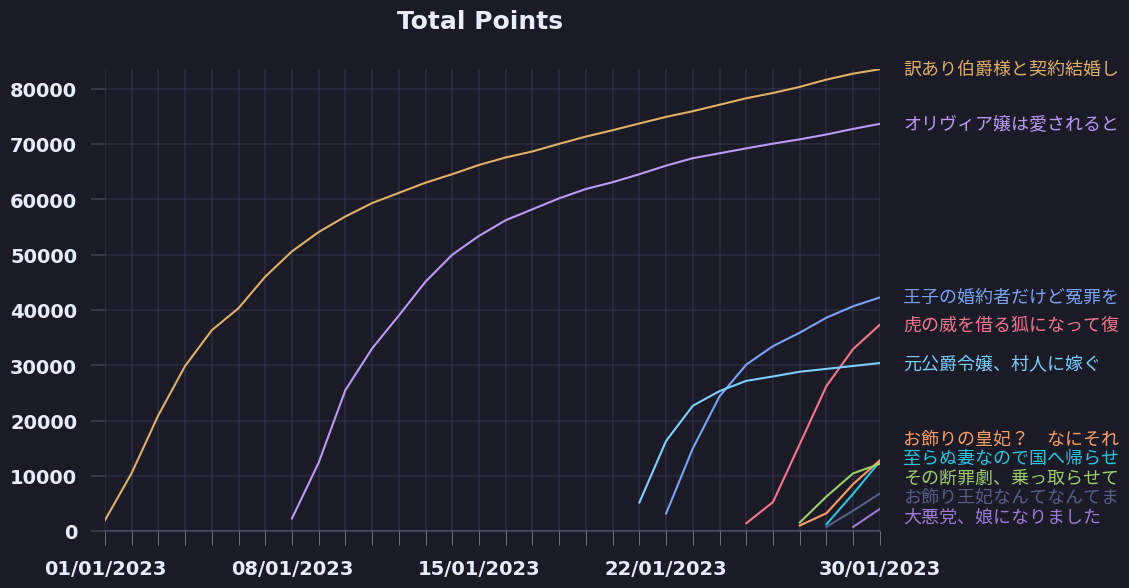 Total Points
80000
70000
60000
50000
40000
30000
20000
10000
0
01/01/2023
08/01/2023
15/01/2023
22/01/2023
30/01/2023
訳あり伯爵様と契約結婚し
オリヴィア嬢は愛されると
王子の婚約者だけど冤罪を
虎の威を借る狐になって復
元公爵令嬢、村人に嫁ぐ
お飾りの皇妃？　なにそれ
至らぬ妻なので国へ帰らせ
その断罪劇、乗っ取らせて
お飾り王妃なんてなんてま
大悪党、娘になりました